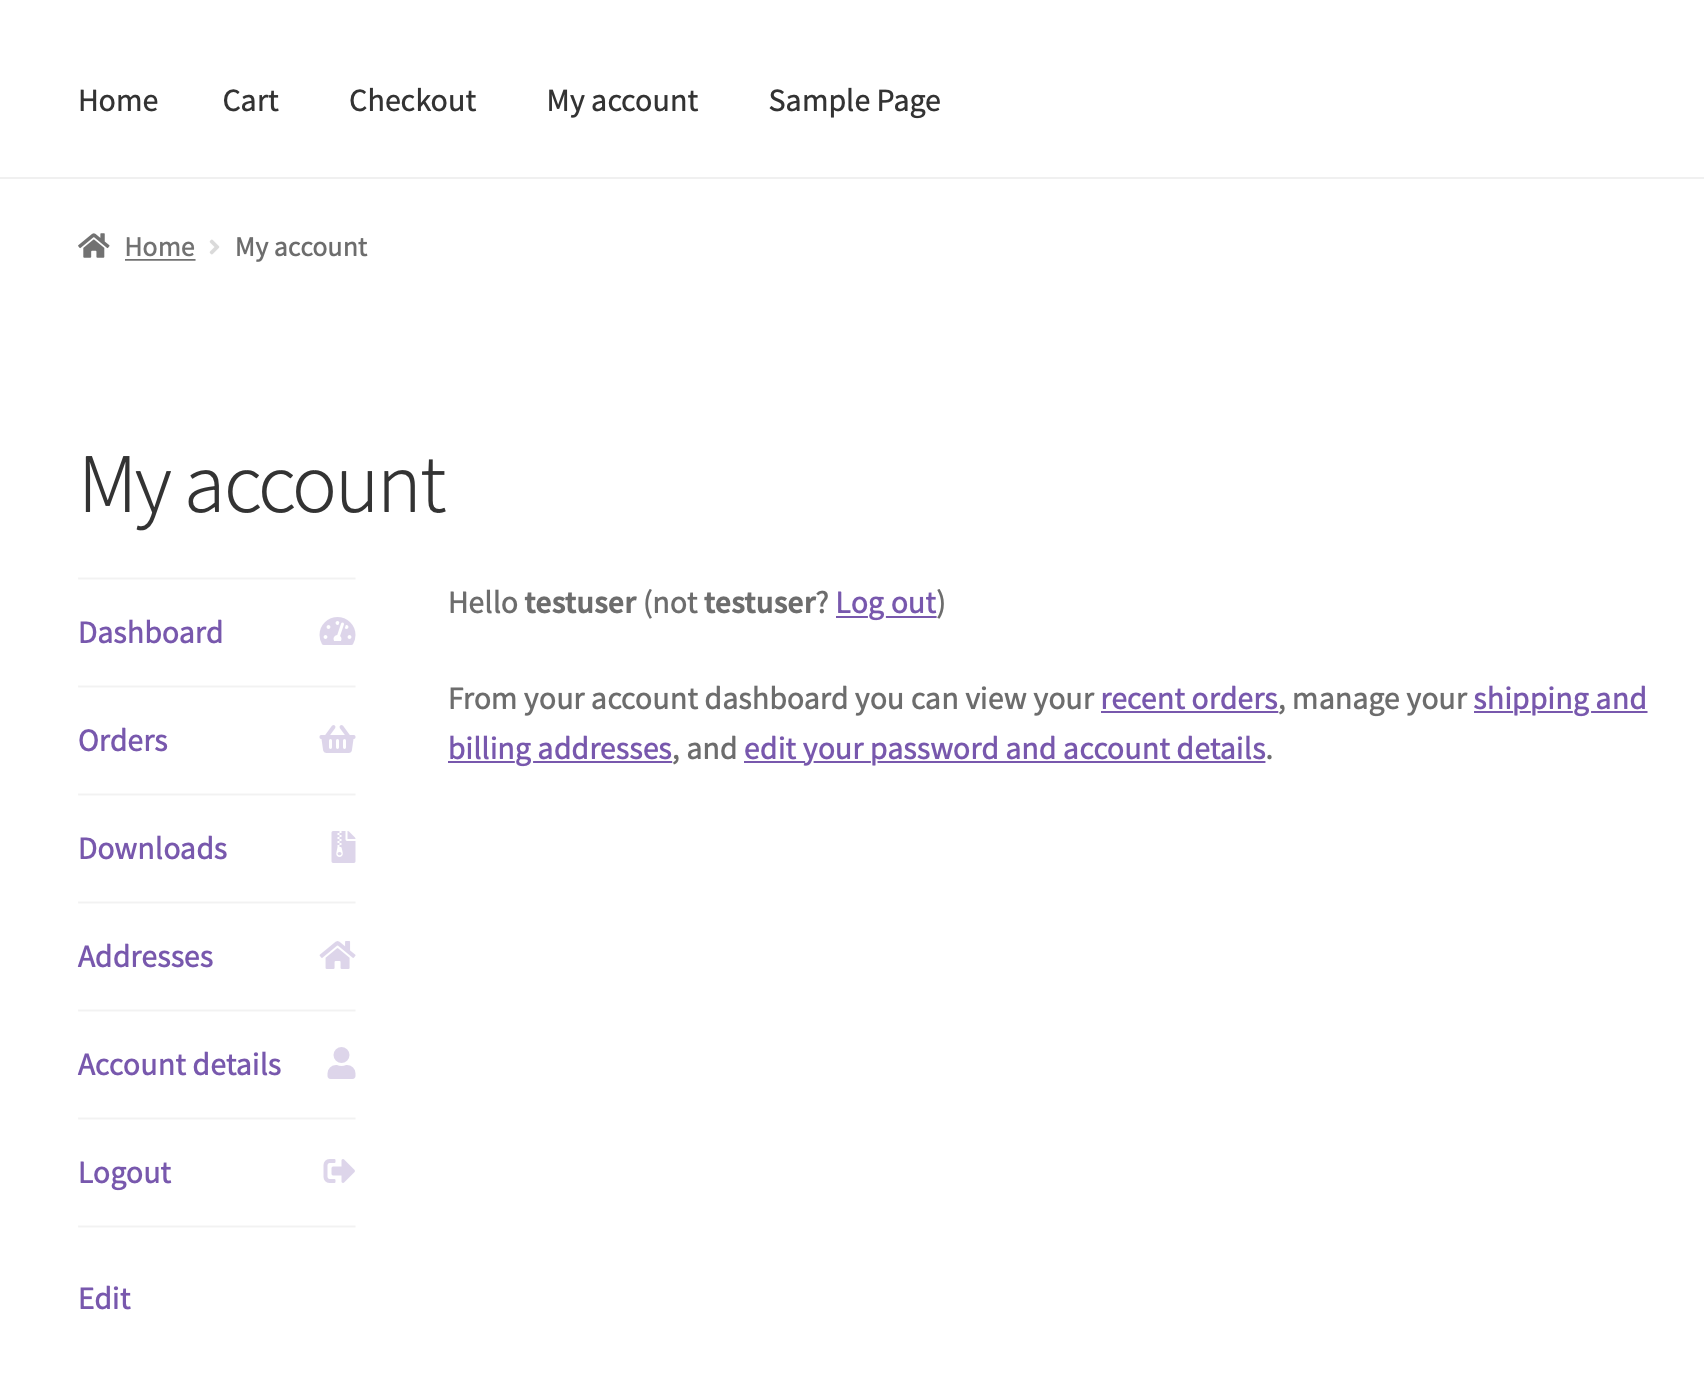 Home Cart Checkout My account Sample Page
Home My account
My account
Dashboard
Orders
Downloads
Addresses
Account details
Logout
Edit
Hello testuser (not testuser? Log out)
From your account dashboard you can view your recent orders, manage your shipping and
billing addresses, and edit your password and account details.